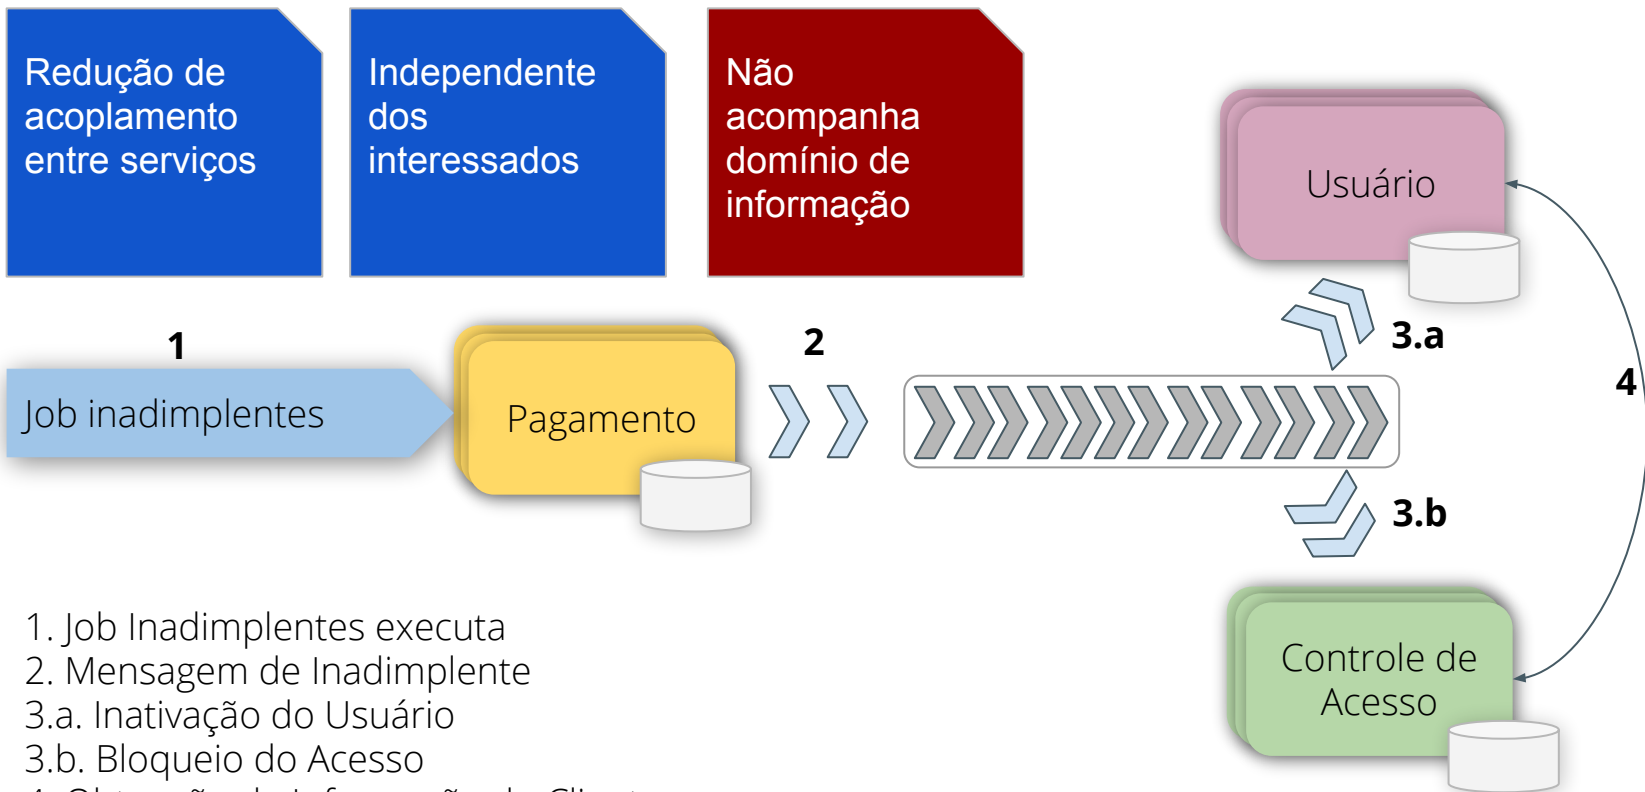 Redução de
acoplamento
entre serviços
Independente
dos
interessados
Não
acompanha
domínio de
informação
Usuário
1
2
3.a
4
Job inadimplentes
Pagamento
3.b
Controle de
Acesso
1. Job Inadimplentes executa
2. Mensagem de Inadimplente
3.a. Inativação do Usuário
3.b. Bloqueio do Acesso